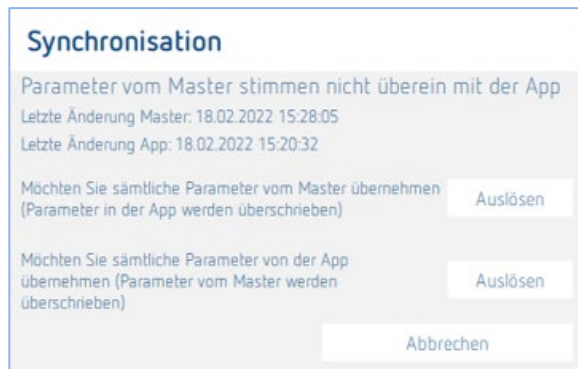 Synchronisation
Parameter vom Master stimmen nicht überein mit der App
Letzte Änderung Master: 18.02.2022 15:28:05
Letzte Änderung App: 18.02.2022 15:20:32
Möchten Sie sämtliche Parameter vom Master übernehmen
(Parameter in der App werden überschrieben)
Auslösen
Möchten Sie sämtliche Parameter von der App
übernehmen (Parameter vom Master werden
überschrieben)
Auslösen
Abbrechen